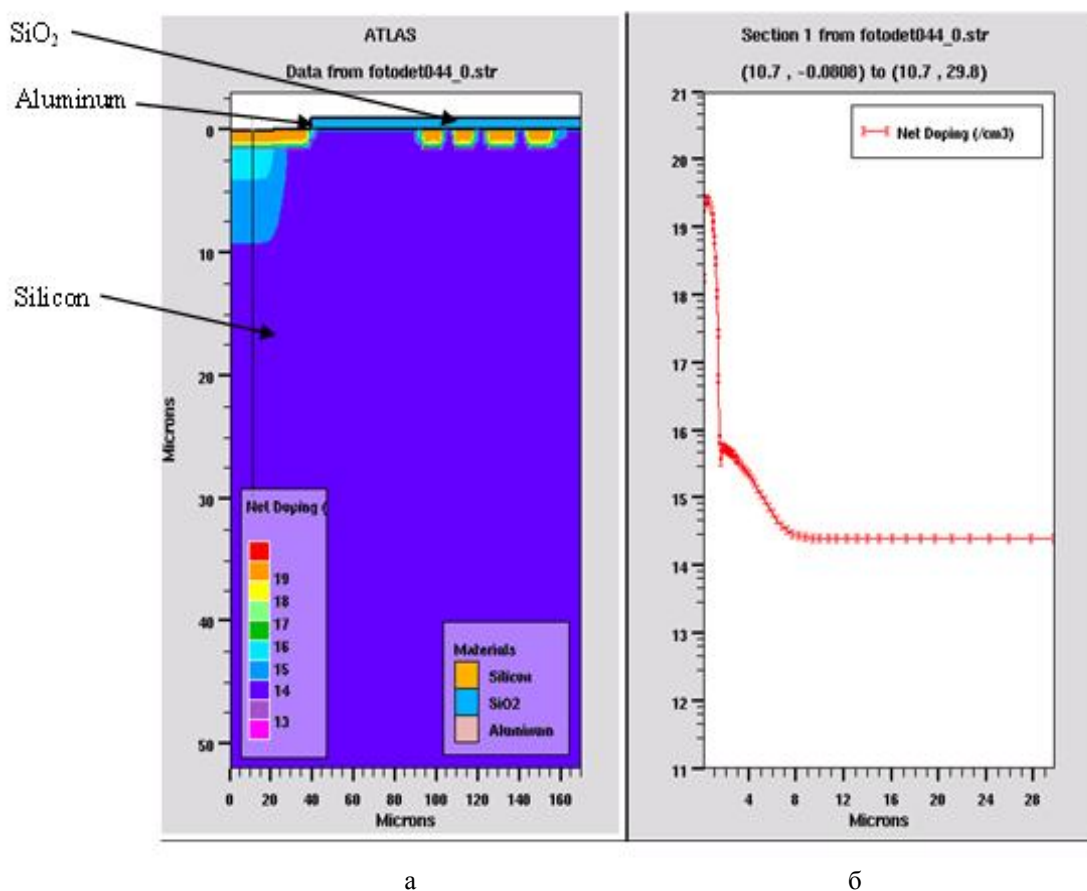 SiO₂
Aluminum
Silicon
ATLAS
Data from fotodet044_0.str
0
10
20
30
40
50
Microns
Net Doping (
19
18
17
16
15
14
13
Materials
Silicon
SiO2
Aluminum
0 20 40 60 80 100 120 140 160
Microns
Section 1 from fotodet044_0.str
(10.7 , -0.0808) to (10.7 , 29.8)
Net Doping (/cm3)
21
20
19
18
17
16
15
14
13
12
11
4 8 12 16 20 24 28
Microns
а б